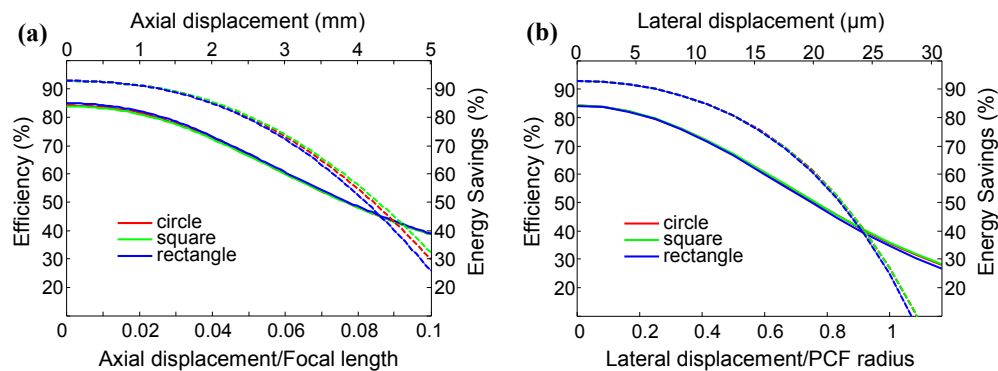 (a)
Axial displacement (mm)
0 1 2 3 4 5
Efficiency (%)
90
80
70
60
50
40
30
20
circle
square
rectangle
90
80
70
60
50
40
30
20
Energy Savings (%)
0 0.02 0.04 0.06 0.08 0.1
Axial displacement/Focal length
(b)
Lateral displacement (µm)
0 5 10 15 20 25 30
Efficiency (%)
90
80
70
60
50
40
30
20
circle
square
rectangle
90
80
70
60
50
40
30
20
Energy Savings (%)
0 0.2 0.4 0.6 0.8 1
Lateral displacement/PCF radius